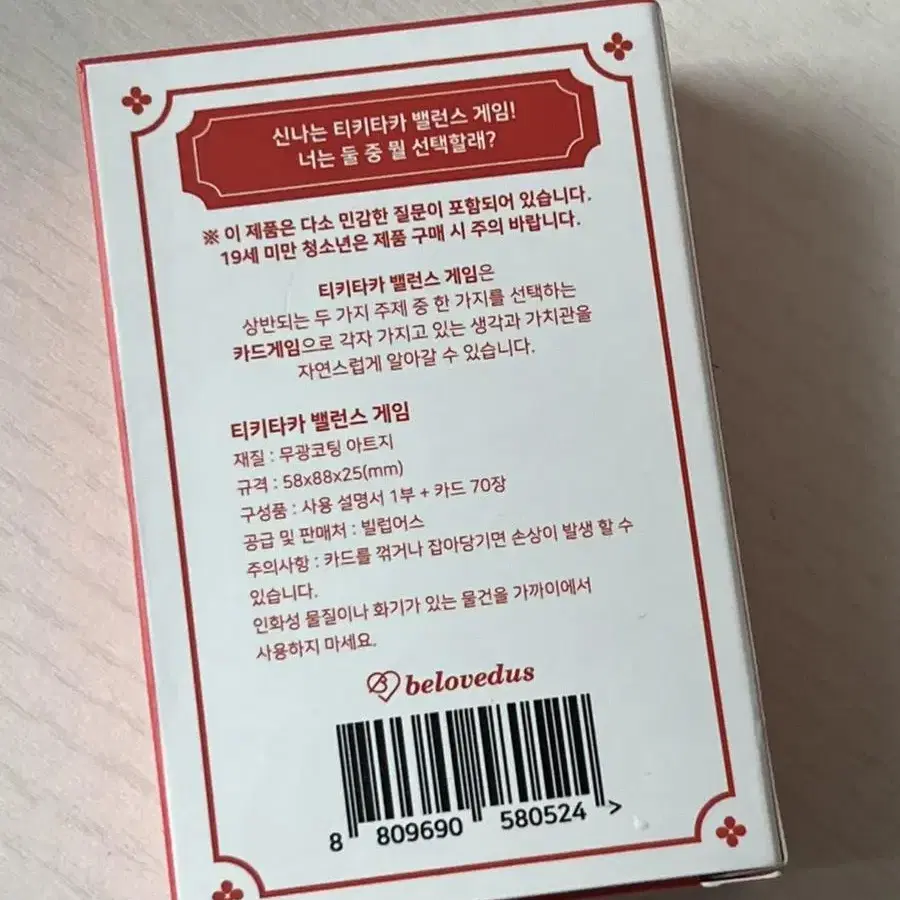 신나는 티키타카 밸런스 게임!
너는 둘 중 뭘 선택할래?
※ 이 제품은 다소 민감한 질문이 포함되어 있습니다.
19세 미만 청소년은 제품 구매 시 주의 바랍니다.
티키타카 밸런스 게임은
상반되는 두 가지 주제 중 한 가지를 선택하는
카드게임으로 각자 가지고 있는 생각과 가치관을
자연스럽게 알아갈 수 있습니다.
티키타카 밸런스 게임
재질 : 무광코팅 아트지
규격 : 58x88x25(mm)
구성품 : 사용 설명서 1부 + 카드 70장
공급 및 판매처 : 빌럽어스
주의사항 : 카드를 꺾거나 잡아당기면 손상이 발생 할 수
있습니다.
인화성 물질이나 화기가 있는 물건을 가까이에서
사용하지 마세요.
belovedus
8 809690 580524 >